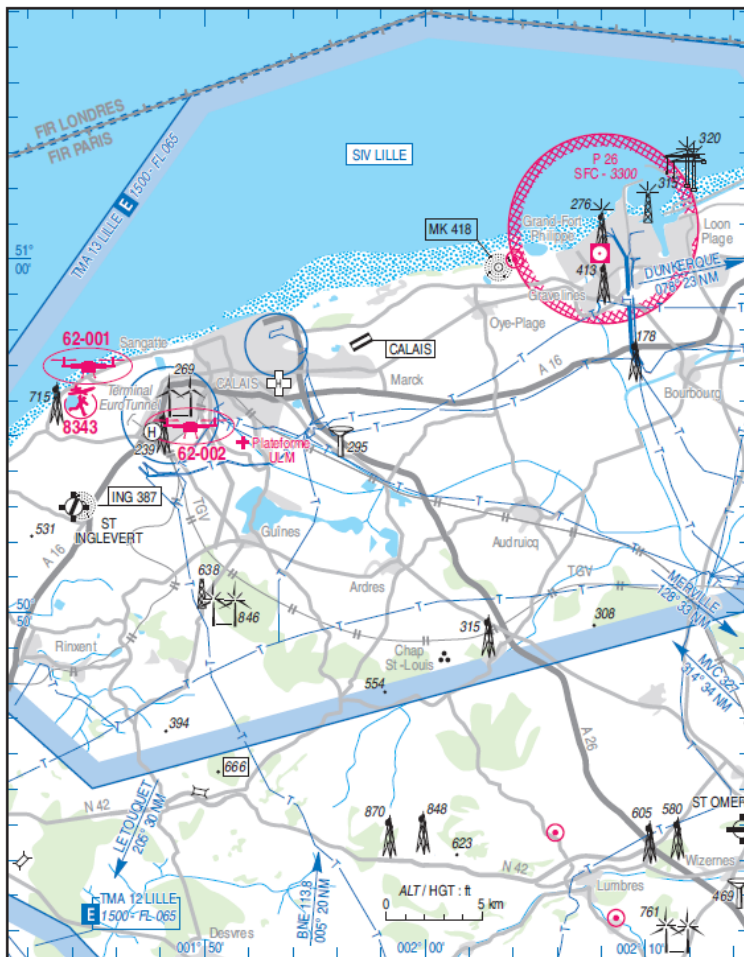 FIR LONDRES
FIR PARIS
TMA 13 LILLE E 1500 - FL 065
SIV LILLE
P 26
SFC - 3300
320
315
276
Grand-Fort
Philippe
Loon
Plage
MK 418
51°
00'
413
DUNKERQUE
Gravelines
Oye-Plage
CALAIS
A 16
178
62-001
Sangatte
269
CALAIS
Marck
Bourbourg
715
Terminal
EuroTunnel
8343
H
H
239
62-002
Plateforme
ULM
295
ING 387
TGV
ST
INGLEVERT
531
A 16
Guînes
Audruicq
638
846
Ardres
TGV
MERVILLE
128° 33 NM
50°
50'
Rinxent
315
308
Chap
St -Louis
MVC 327
314° 34 NM
554
394
666
A 26
N 42
LE TOUQUET
205° 30 NM
870
848
623
605
580
ST OMER
N 42
Wizernes
Lumbres
469
TMA 12 LILLE
E 1500 - FL 065
BNE 113,8
005° 20 NM
ALT / HGT : ft
0 5 km
761
Desvres
001° 50'
002° 00'
002° 10'